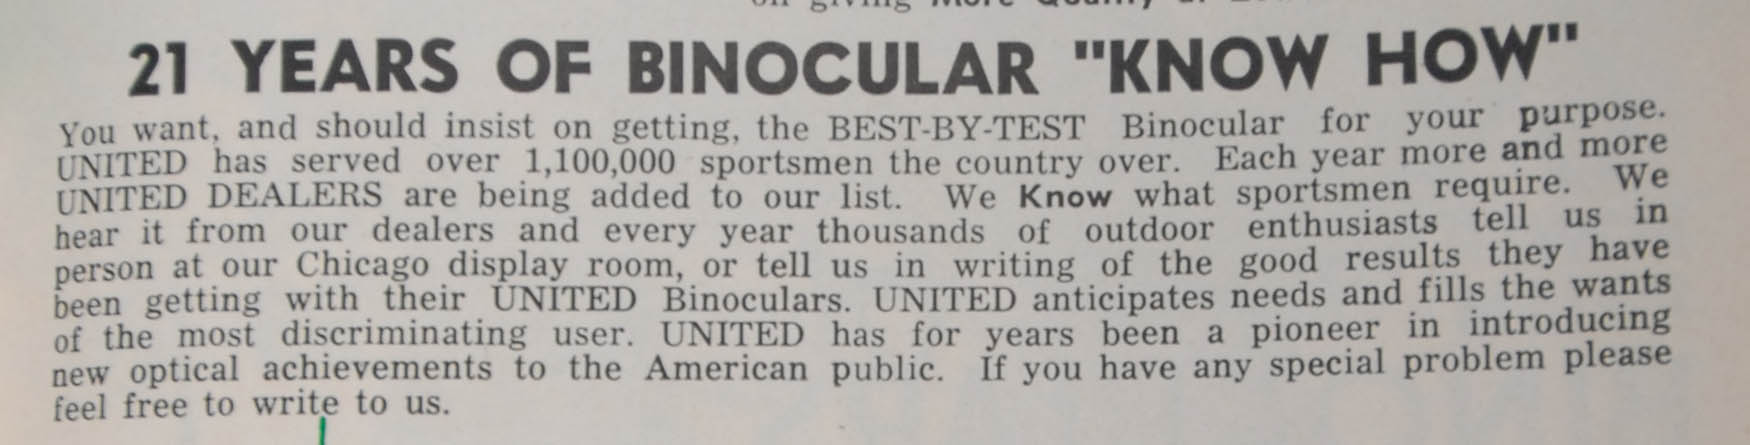 giving More Quality
21 YEARS OF BINOCULAR "KNOW HOW"
You want, and should insist on getting, the BEST-BY-TEST Binocular for your purpose.
UNITED has served over 1,100,000 sportsmen the country over. Each year more and more
UNITED DEALERS are being added to our list. We Know what sportsmen require. We
hear it from our dealers and every year thousands of outdoor enthusiasts tell us in
person at our Chicago display room, or tell us in writing of the good results they have
been getting with their UNITED Binoculars. UNITED anticipates needs and fills the wants
of the most discriminating user. UNITED has for years been a pioneer in introducing
new optical achievements to the American public. If you have any special problem please
feel free to write to us.